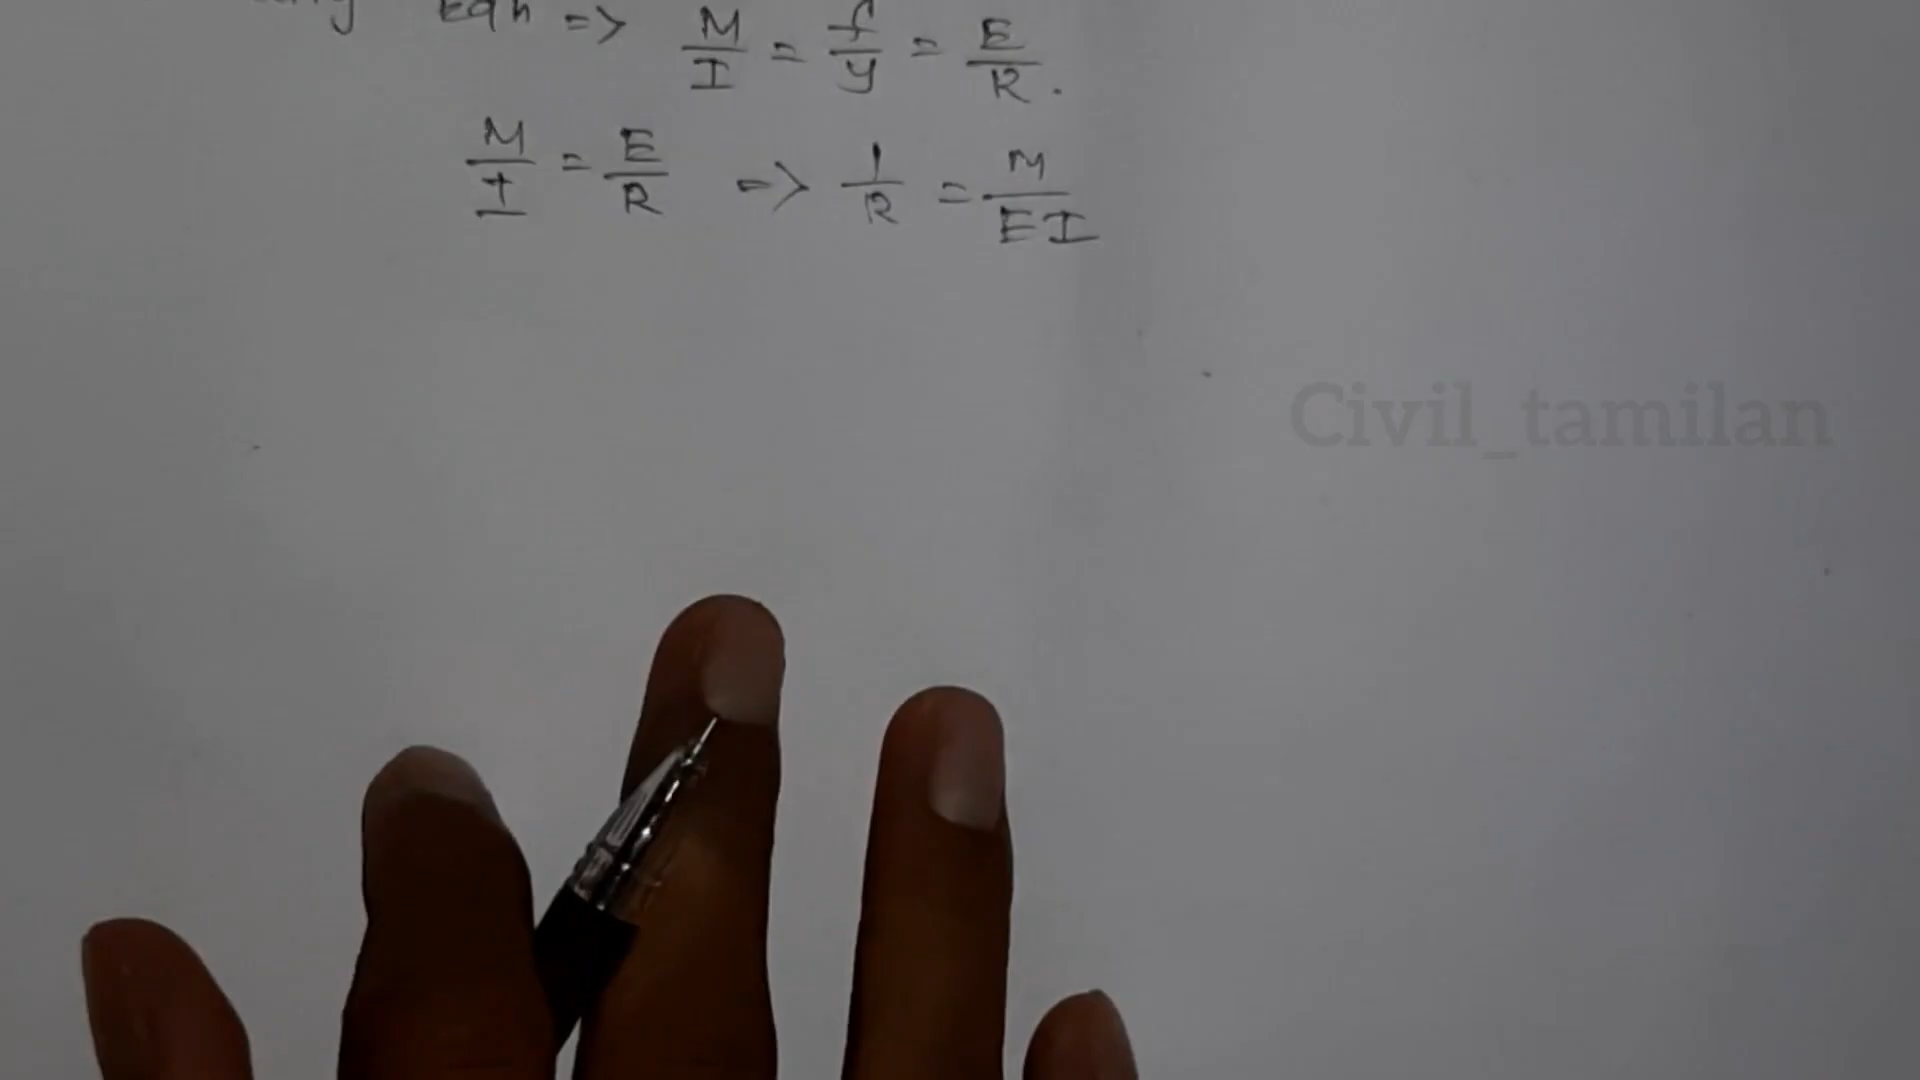 Eqn => M/I = f/y = E/R.
M/I = E/R => 1/R = M/EI
Civil_tamilan